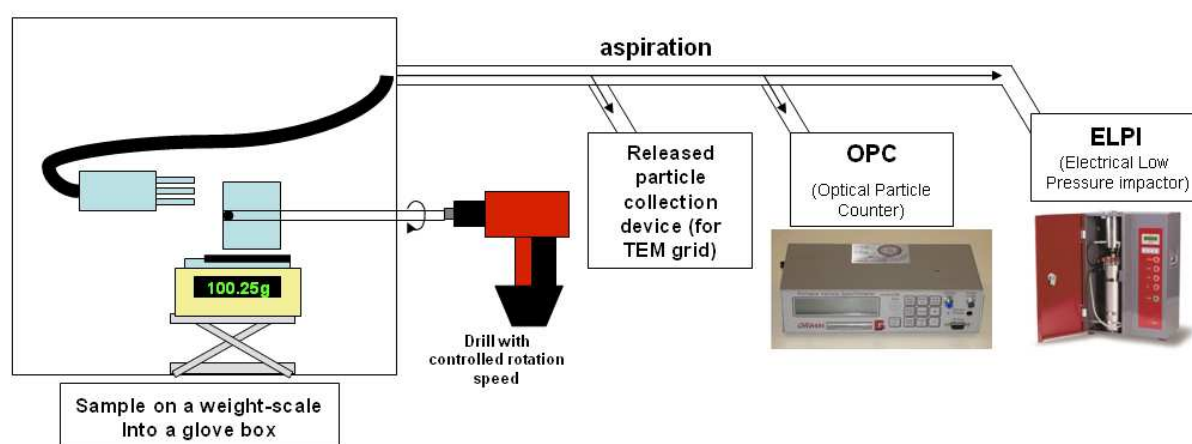 aspiration
Released
particle
collection
device (for
TEM grid)
OPC
(Optical Particle
Counter)
ELPI
(Electrical Low
Pressure impactor)
100.25g
GRIMM
Drill with
controlled rotation
speed
Sample on a weight-scale
Into a glove box